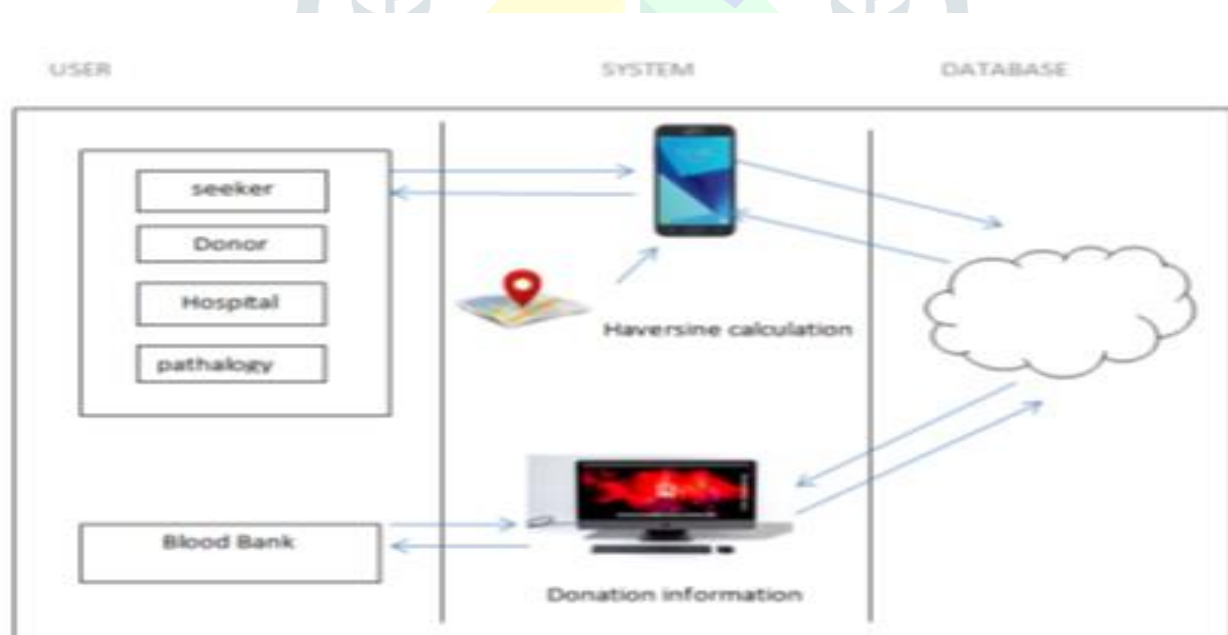 USER SYSTEM DATABASE
seeker
Donor
Hospital
pathalogy
Haversine calculation
Blood Bank
Donation information